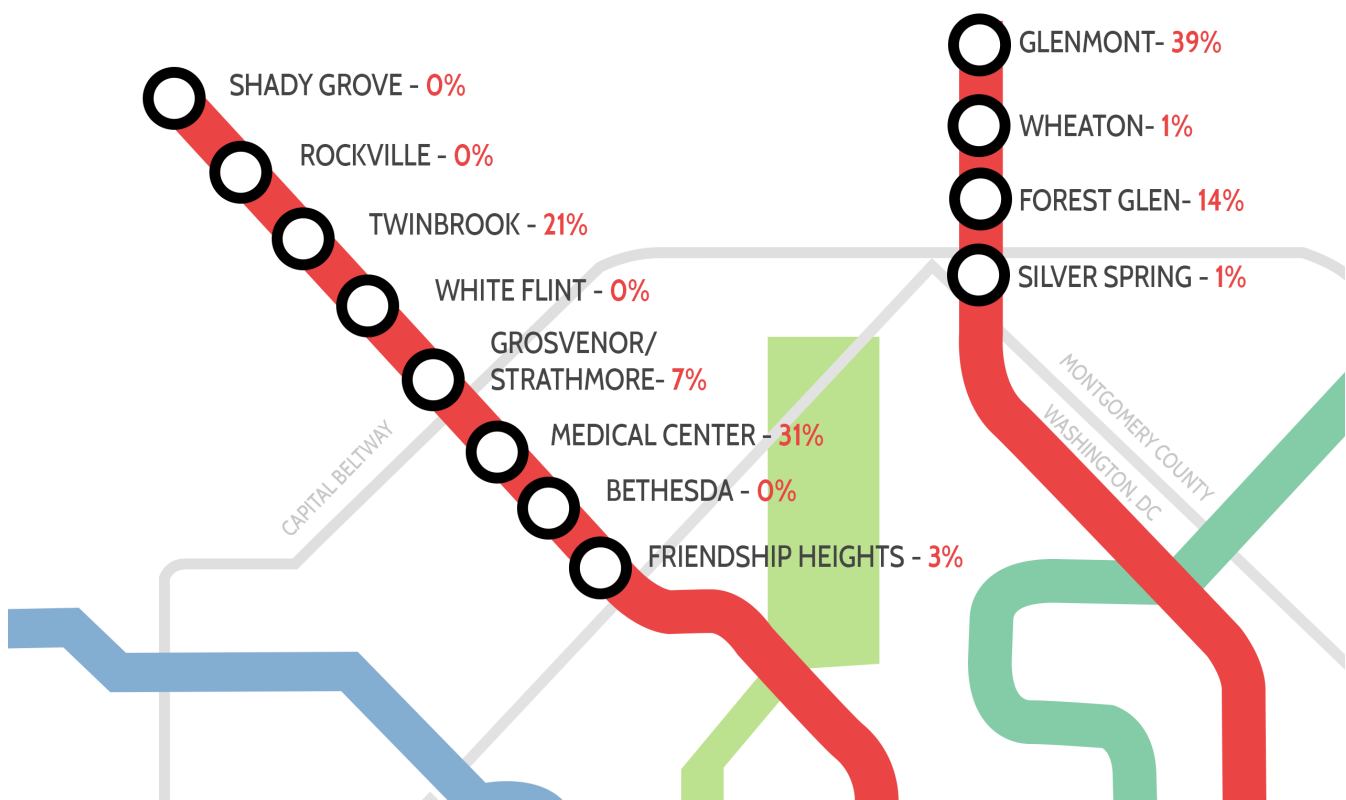 GLENMONT- 39%
SHADY GROVE - 0%
WHEATON- 1%
ROCKVILLE - 0%
FOREST GLEN- 14%
TWINBROOK - 21%
SILVER SPRING - 1%
WHITE FLINT - 0%
GROSVENOR/
STRATHMORE- 7%
MEDICAL CENTER - 31%
BETHESDA - 0%
FRIENDSHIP HEIGHTS - 3%
CAPITAL BELTWAY
MONTGOMERY COUNTY
WASHINGTON, DC